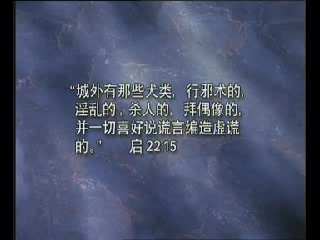 “城外有那些犬类, 行邪术的,
淫乱的, 杀人的, 拜偶像的,
并一切喜好说谎言编造虚谎
的。” 启 22:15